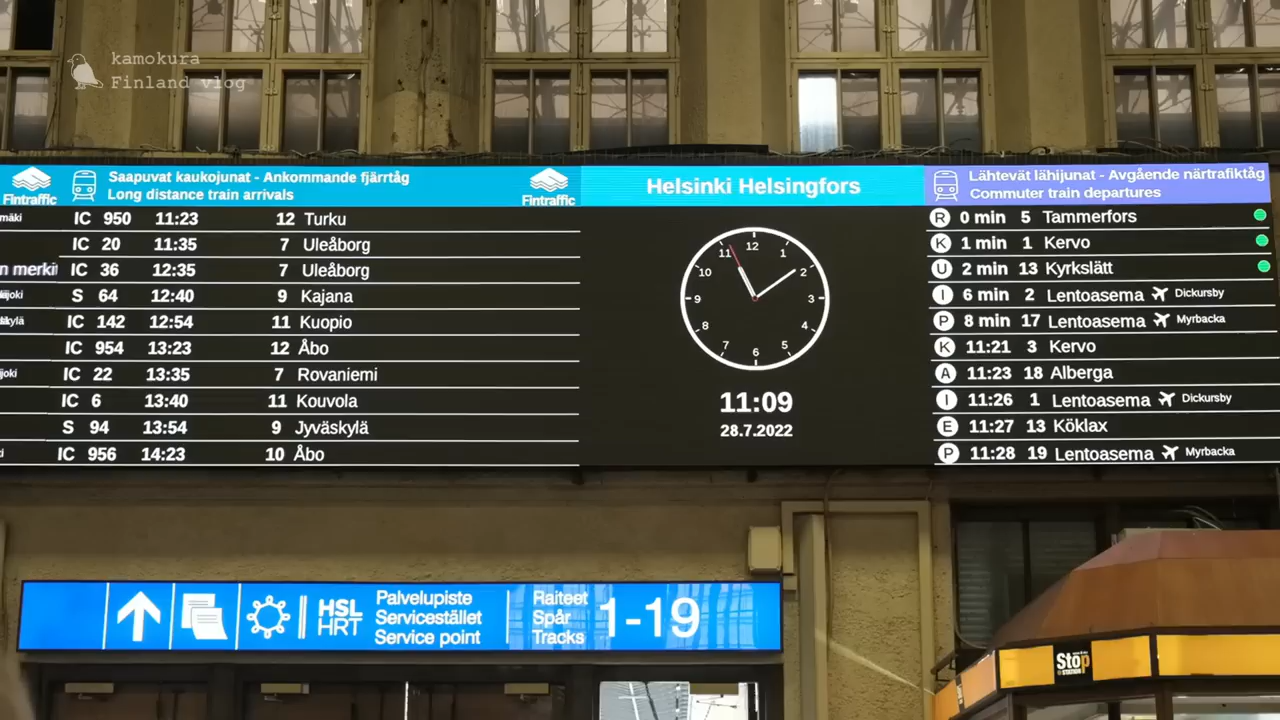 kamokura
Finland vlog
Fintraffic
Saapuvat kaukojunat - Ankommande fjärrtåg
Long distance train arrivals
Fintraffic
mäki IC 950 11:23 12 Turku
IC 20 11:35 7 Uleåborg
n merkit IC 36 12:35 7 Uleåborg
S 64 12:40 9 Kajana
IC 142 12:54 11 Kuopio
IC 954 13:23 12 Åbo
IC 22 13:35 7 Rovaniemi
IC 6 13:40 11 Kouvola
S 94 13:54 9 Jyväskylä
IC 956 14:23 10 Åbo
Helsinki Helsingfors
12
1
2
3
4
5
6
7
8
9
10
11
11:09
28.7.2022
Lähtevät lähijunat - Avgående närtrafiktåg
Commuter train departures
R 0 min 5 Tammerfors
K 1 min 1 Kervo
U 2 min 13 Kyrkslätt
I 6 min 2 Lentoasema Dickursby
P 8 min 17 Lentoasema Myrbacka
K 11:21 3 Kervo
A 11:23 18 Alberga
I 11:26 1 Lentoasema Dickursby
E 11:27 13 Köklax
P 11:28 19 Lentoasema Myrbacka
HSL
HRT
Palvelupiste
Servicestället
Service point
Raiteet
Spår
Tracks
1-19
Stop
STATION